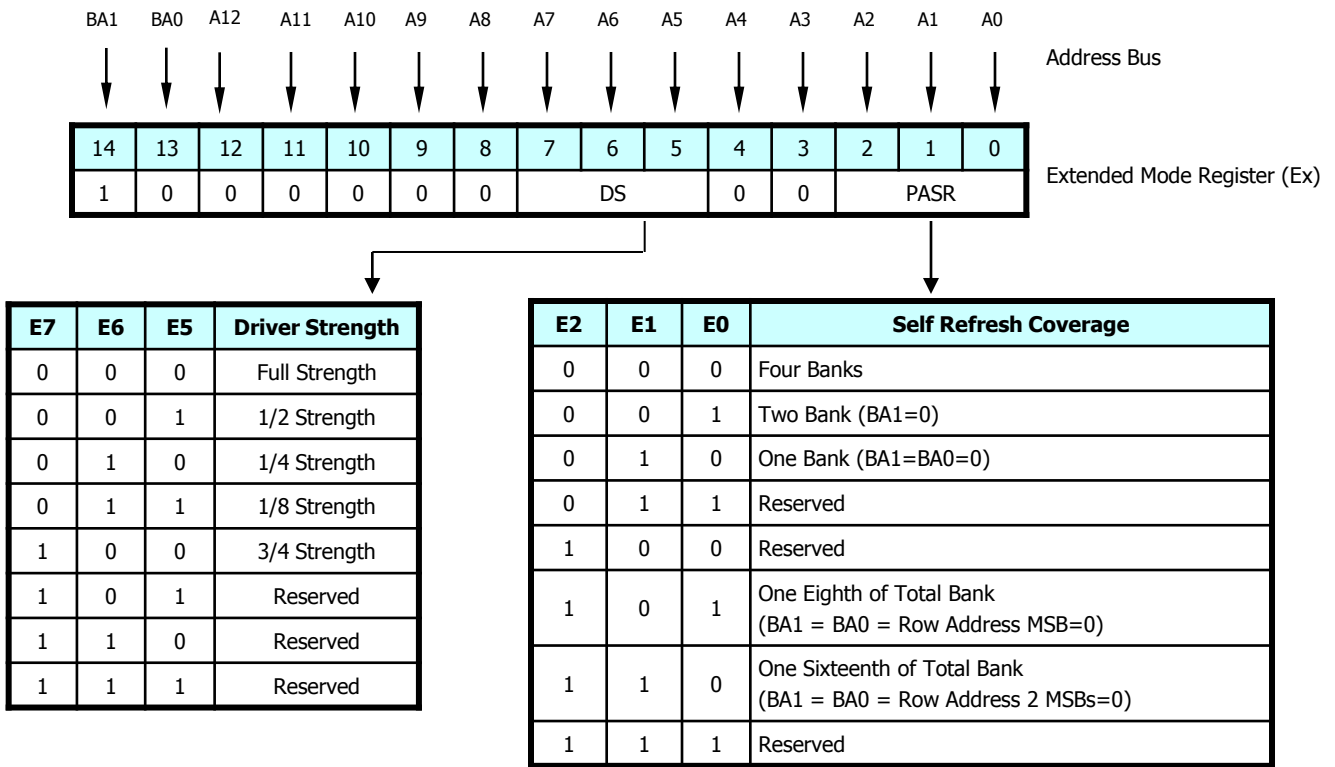 BA1 BA0 A12 A11 A10 A9 A8 A7 A6 A5 A4 A3 A2 A1 A0
Address Bus
14 13 12 11 10 9 8 7 6 5 4 3 2 1 0
1 0 0 0 0 0 0 DS 0 0 PASR
Extended Mode Register (Ex)
E7 E6 E5 Driver Strength
0 0 0 Full Strength
0 0 1 1/2 Strength
0 1 0 1/4 Strength
0 1 1 1/8 Strength
1 0 0 3/4 Strength
1 0 1 Reserved
1 1 0 Reserved
1 1 1 Reserved
E2 E1 E0 Self Refresh Coverage
0 0 0 Four Banks
0 0 1 Two Bank (BA1=0)
0 1 0 One Bank (BA1=BA0=0)
0 1 1 Reserved
1 0 0 Reserved
1 0 1 One Eighth of Total Bank
(BA1 = BA0 = Row Address MSB=0)
1 1 0 One Sixteenth of Total Bank
(BA1 = BA0 = Row Address 2 MSBs=0)
1 1 1 Reserved